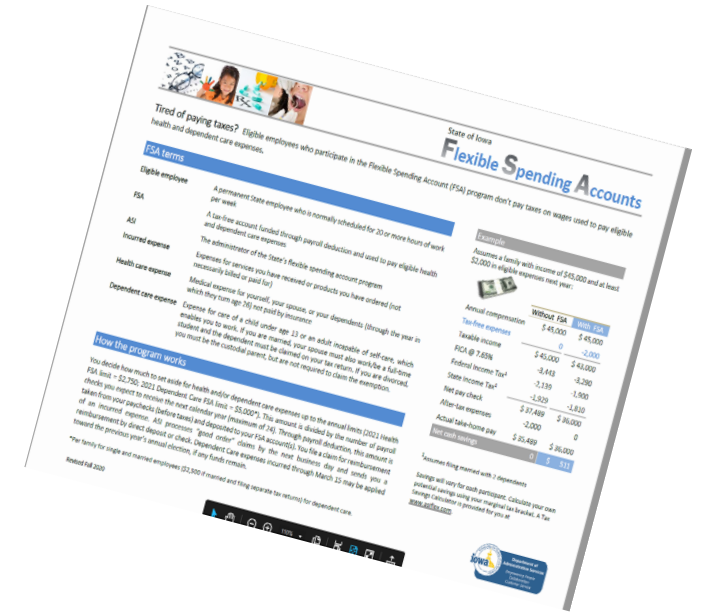 State of Iowa
Flexible Spending Accounts
Tired of paying taxes? Eligible employees who participate in the Flexible Spending Account (FSA) program don't pay taxes on wages used to pay eligible
health and dependent care expenses.
FSA terms
Eligible employee
A permanent State employee who is normally scheduled for 20 or more hours of work
per week
FSA
A tax-free account funded through payroll deduction and used to pay eligible health
and dependent care expenses
ASI
The administrator of the State's flexible spending account program
Incurred expense
Expenses for services you have received or products you have ordered (not
necessarily billed or paid for)
Health care expense
Medical expense for yourself, your spouse, or your dependents (through the year in
which they turn age 26) not paid by insurance
Dependent care expense
Expense for care of a child under age 13 or an adult incapable of self-care, which
enables you to work. If you are married, your spouse must also work/be a full-time
student and the dependent must be claimed on your tax return. If you are divorced,
you must be the custodial parent, but are not required to claim the exemption.
How the program works
You decide how much to set aside for health and/or dependent care expenses up to the annual limits (2021 Health
FSA limit = $2,750; 2021 Dependent Care FSA limit = $5,000*). This amount is divided by the number of payroll
checks you expect to receive the next calendar year (maximum of 24). Through payroll deduction, this amount is
taken from your paychecks (before taxes) and deposited to your FSA account(s). You file a claim for reimbursement
of an incurred expense. ASI processes "good order" claims by the next business day and sends you a
reimbursement by direct deposit or check. Dependent Care expenses incurred through March 15 may be applied
toward the previous year's annual election, if any funds remain.
*Per family for single and married employees ($2,500 if married and filing separate tax returns) for dependent care.
Revised Fall 2020
Example
Assumes a family with income of $45,000 and at least
$2,000 in eligible expenses next year:
Without FSA With FSA
Annual compensation $ 45,000 $ 45,000
Tax-free expenses 0 -2,000
Taxable income $ 45,000 $ 43,000
FICA @ 7.65% -3,443 -3,290
Federal Income Tax¹ -2,139 -1,900
State Income Tax¹ -1,929 -1,810
Net pay check $ 37,489 $ 36,000
After-tax expenses -2,000 0
Actual take-home pay $ 35,489 $ 36,000
Net cash savings 0 $ 511
¹Assumes filing married with 2 dependents
Savings will vary for each participant. Calculate your own
potential savings using your marginal tax bracket. A Tax
Savings Calculator is provided for you at
www.asiflex.com.
Iowa
Department of
Administrative Services